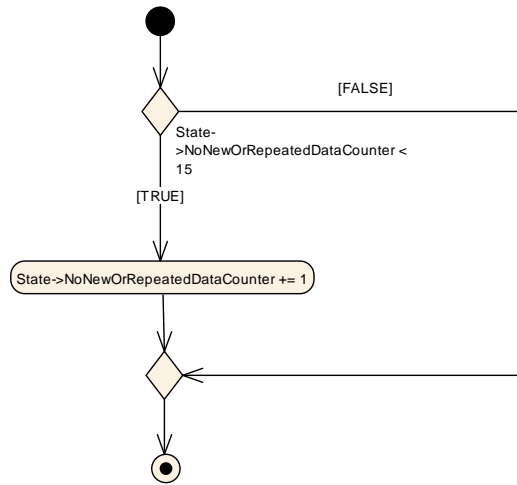 [FALSE]
State-
>NoNewOrRepeatedDataCounter <
15
[TRUE]
State->NoNewOrRepeatedDataCounter += 1